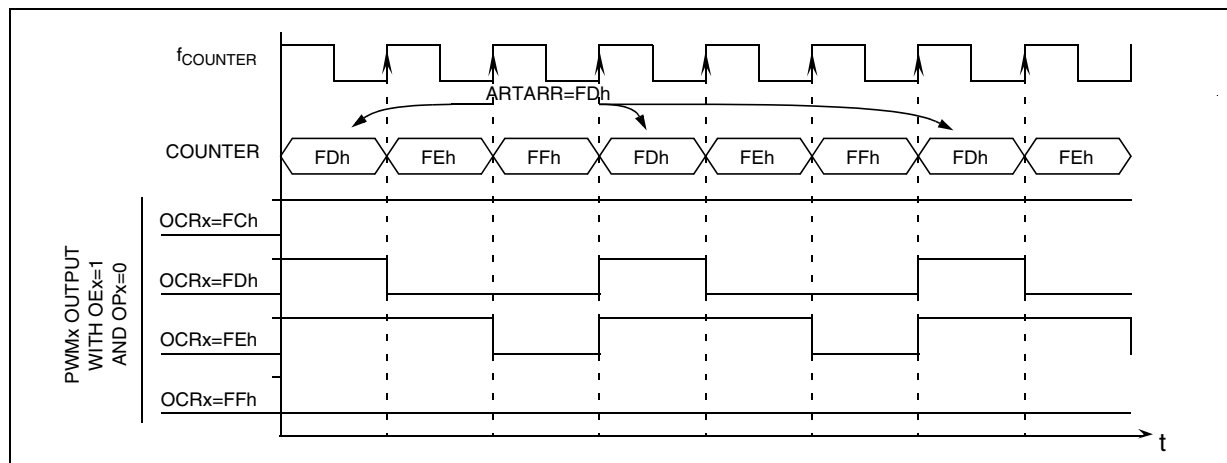 fCOUNTER
ARTARR=FDh
COUNTER
FDh FEh FFh FDh FEh FFh FDh FEh
PWMx OUTPUT
WITH OEx=1
AND OPx=0
OCRx=FCh
OCRx=FDh
OCRx=FEh
OCRx=FFh
t